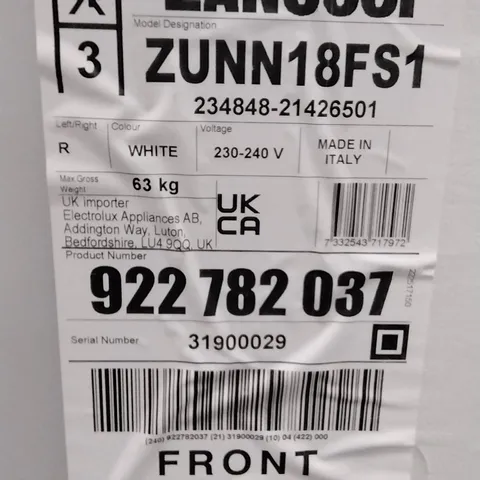 ZANUSSI
Model Designation
3
ZUNN18FS1
234848-21426501
Left/Right Colour Voltage
R WHITE 230-240 V MADE IN
ITALY
Max Gross
Weight 63 kg
UK importer
Electrolux Appliances AB,
Addington Way, Luton,
Bedfordshire, LU4 9QQ, UK
UK
CA
7 332543 717972
Product Number
922 782 037
22517150
Serial Number 31900029
(240) 922782037 (21) 31900029 (10) 04 (422) 000
FRONT